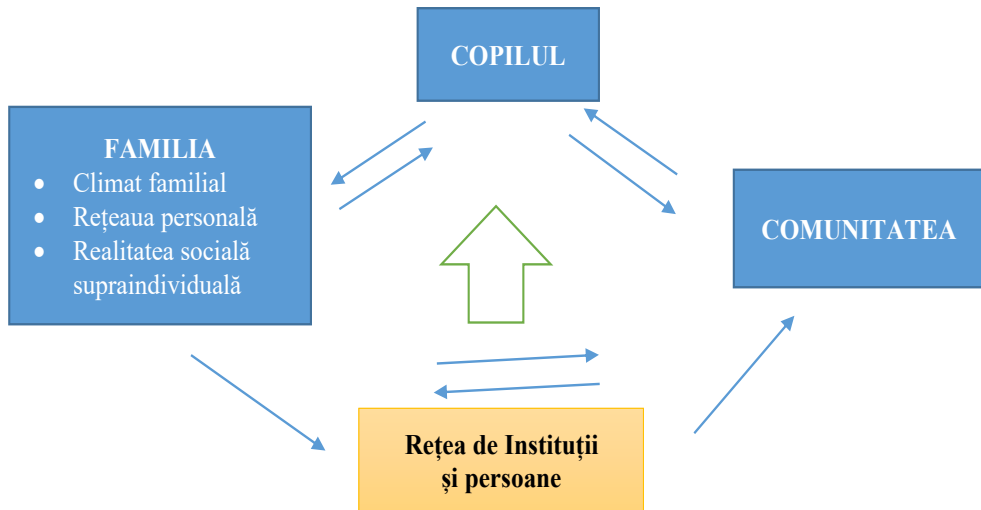 COPILUL
FAMILIA
• Climat familial
• Rețeaua personală
• Realitatea socială
supraindividuală
COMUNITATEA
Rețea de Instituții
și persoane